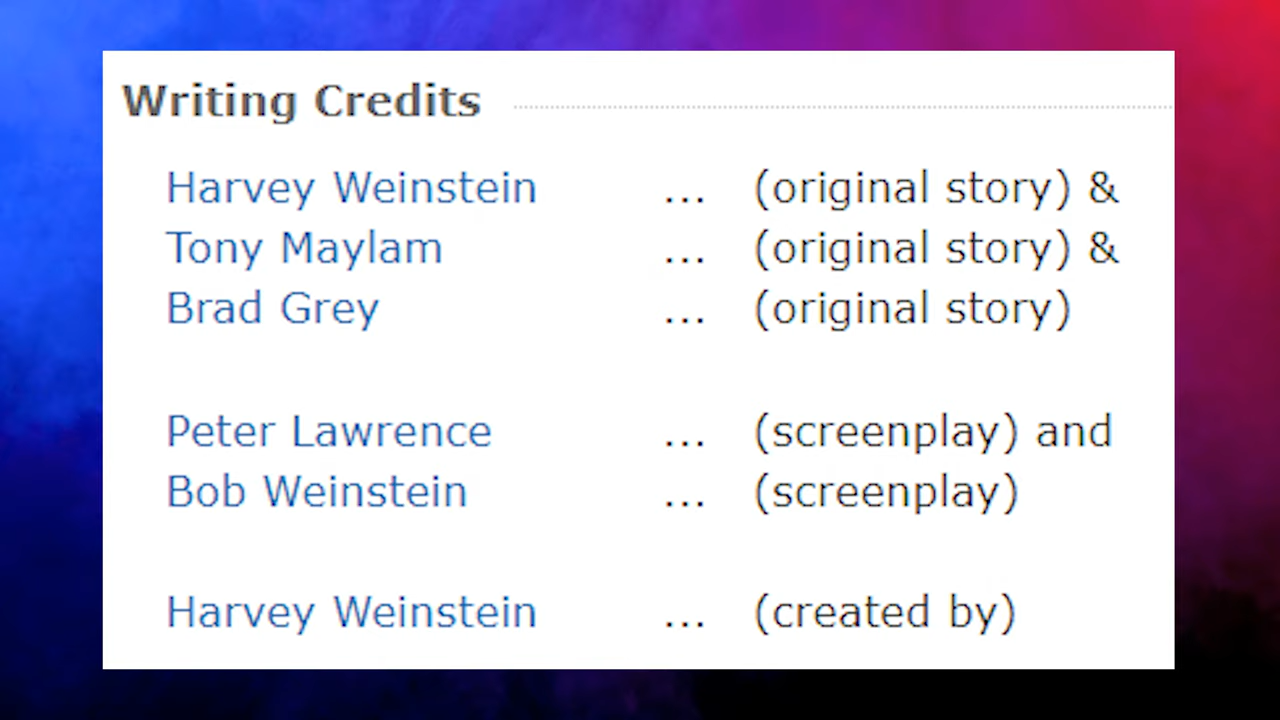 Writing Credits
Harvey Weinstein ... (original story) &
Tony Maylam ... (original story) &
Brad Grey ... (original story)
Peter Lawrence ... (screenplay) and
Bob Weinstein ... (screenplay)
Harvey Weinstein ... (created by)